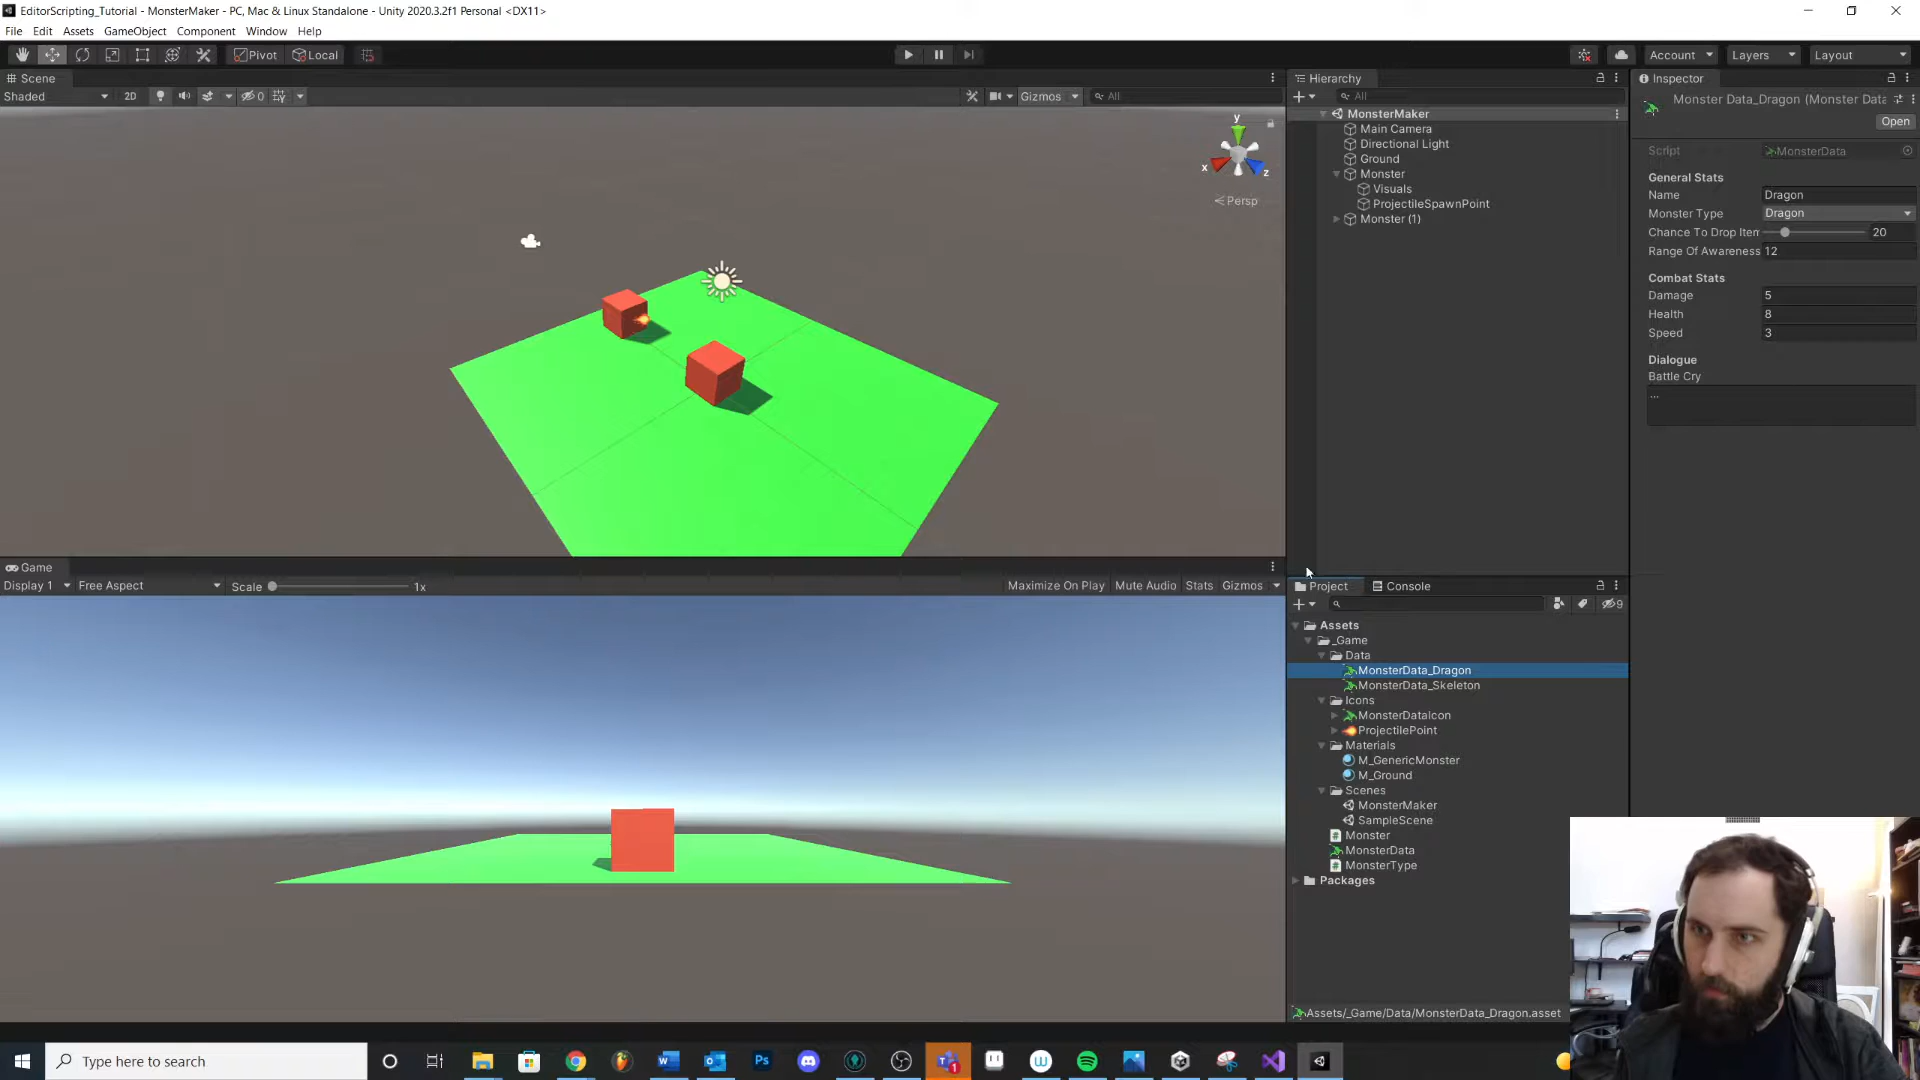 EditorScripting_Tutorial - MonsterMaker - PC, Mac & Linux Standalone - Unity 2020.3.2f1 Personal <DX11>
File Edit Assets GameObject Component Window Help
Pivot Local Account Layers Layout
Scene
Shaded 2D 0 Gizmos All
y
x
z
Persp
Hierarchy
All
MonsterMaker
Main Camera
Directional Light
Ground
Monster
Visuals
ProjectileSpawnPoint
Monster (1)
Inspector
Monster Data_Dragon (Monster Data
Open
Script MonsterData
General Stats
Name Dragon
Monster Type Dragon
Chance To Drop Item 20
Range Of Awareness 12
Combat Stats
Damage 5
Health 8
Speed 3
Dialogue
Battle Cry
...
Game
Display 1 Free Aspect Scale 1x Maximize On Play Mute Audio Stats Gizmos
Project Console
9
Assets
_Game
Data
MonsterData_Dragon
MonsterData_Skeleton
Icons
MonsterDataIcon
ProjectilePoint
Materials
M_GenericMonster
M_Ground
Scenes
MonsterMaker
SampleScene
Monster
MonsterData
MonsterType
Packages
Assets/_Game/Data/MonsterData_Dragon.asset
Type here to search